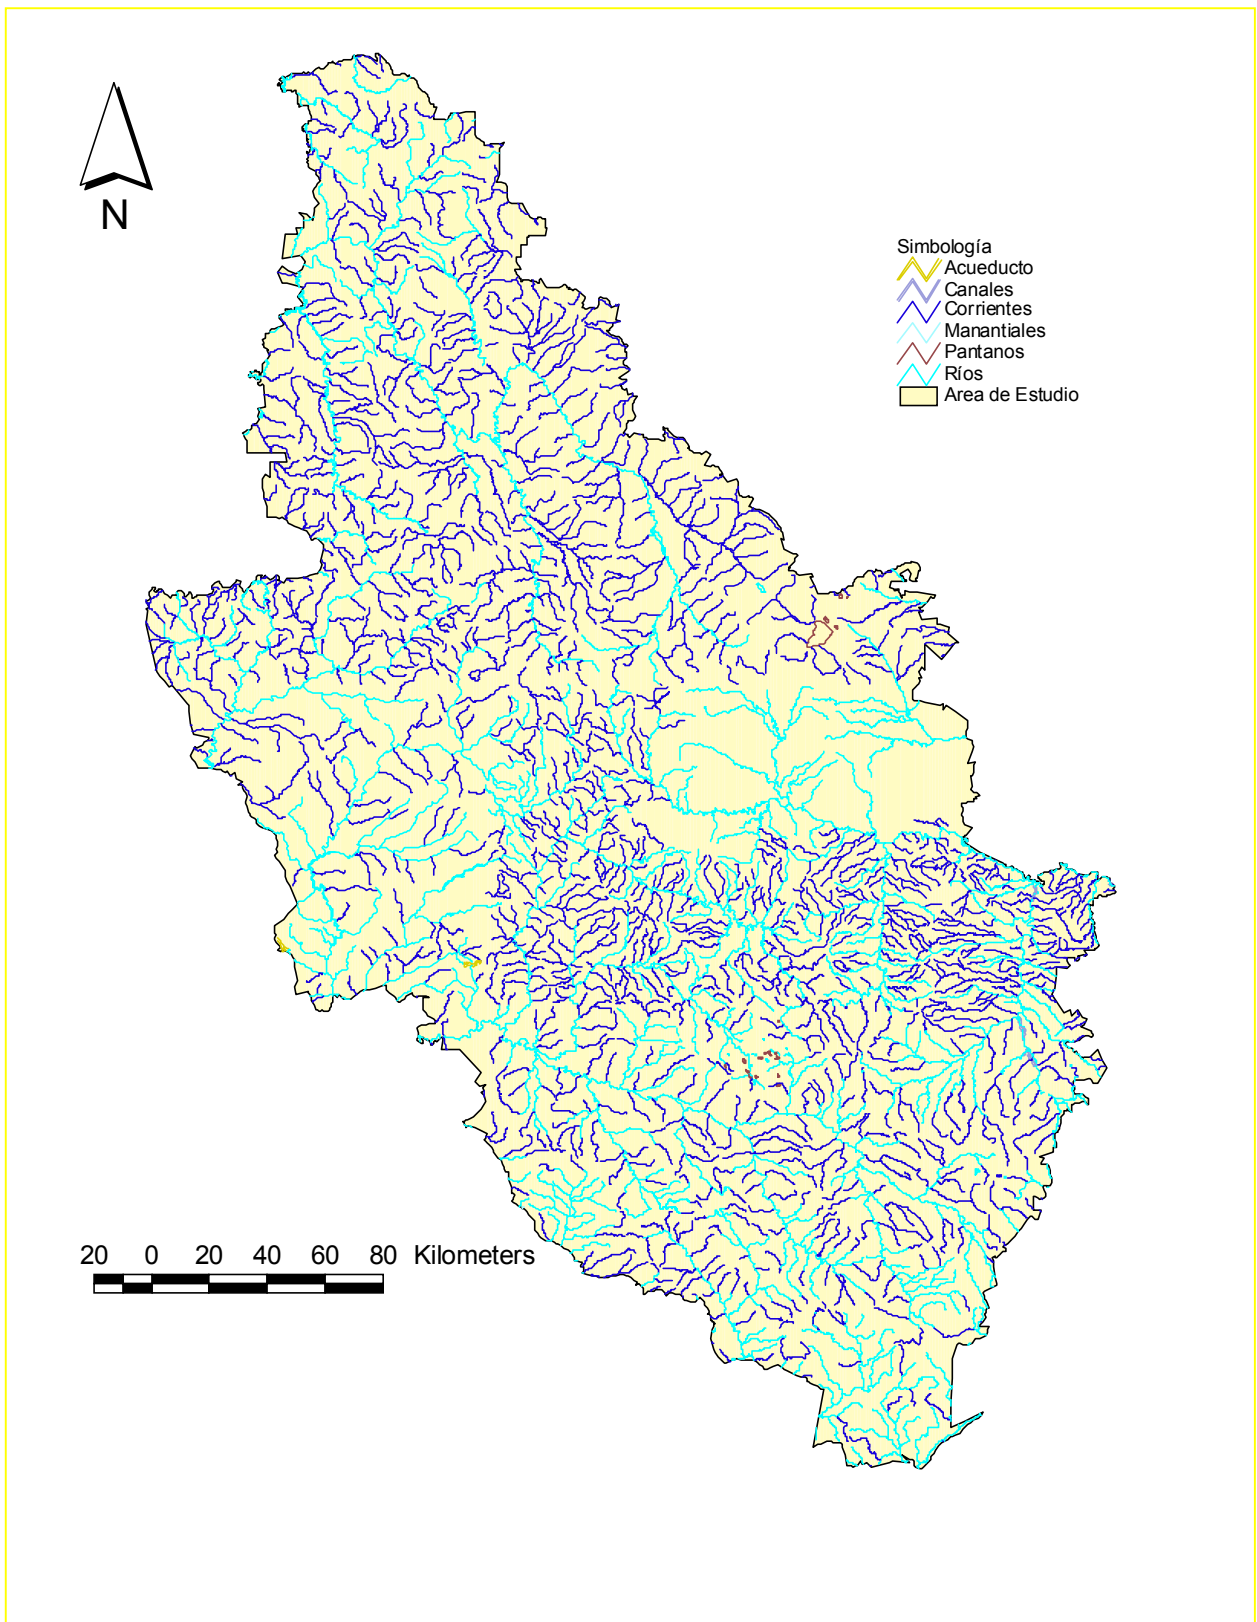 N
Simbología
Acueducto
Canales
Corrientes
Manantiales
Pantanos
Ríos
Area de Estudio
20 0 20 40 60 80 Kilometers